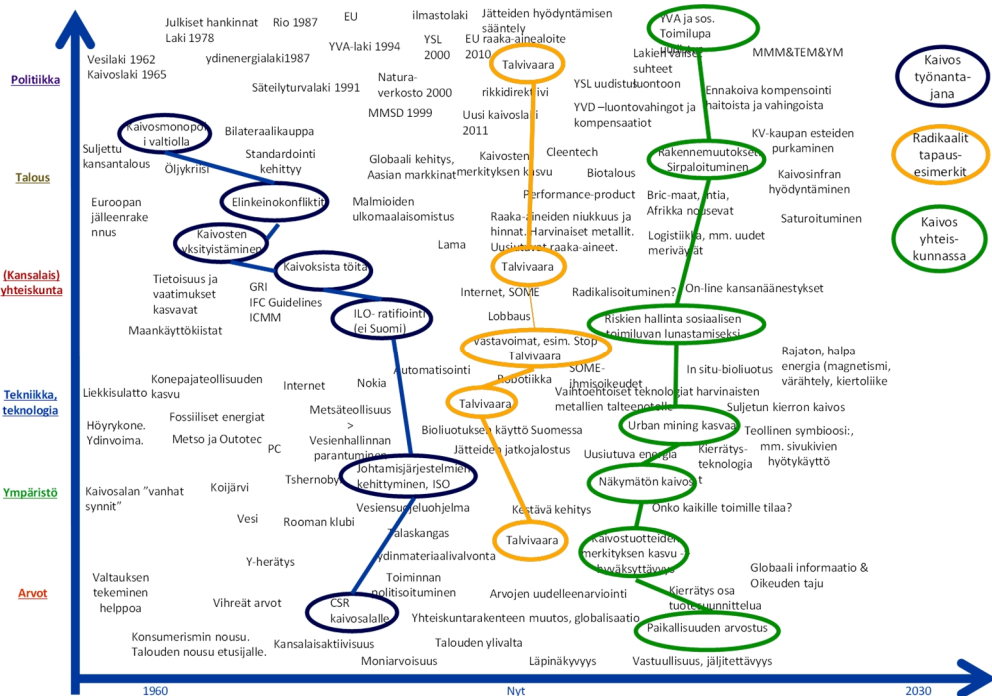 Julkiset hankinnat
Laki 1978
Rio 1987
EU
ilmastolaki
Jätteiden hyödyntämisen
sääntely
YVA ja sos.
Toimilupa
Politiikka
Vesilaki 1962
Kaivoslaki 1965
ydinenergialaki1987
YVA-laki 1994
YSL
2000
EU raaka-ainealoite
2010
Talvivaara
Lakien väliset
suhteet
luontoon
MMM&TEM&YM
Kaivos
työnanta-
jana
Säteilyturvalaki 1991
Natura-
verkosto 2000
MMSD 1999
rikkidirektiivi
Uusi kaivoslaki
2011
YSL uudistus
YVD –luontovahingot ja
kompensaatiot
Ennakoiva kompensointi
haitoista ja vahingoista
Talous
Kaivosmonopoli
i valtiolla
Bilateraalikauppa
Suljettu
kansantalous
Öljykriisi
Standardointi
kehittyy
Globaali kehitys,
Aasian markkinat
Kaivosten
merkityksen kasvu
Cleentech
Biotalous
Rakennemuutokset
Sirpaloituminen
KV-kaupan esteiden
purkaminen
Kaivosinfran
hyödyntäminen
Radikaalit
tapaus-
esimerkit
Euroopan
jälleenrake
nnus
Elinkeinokonfliktit
Malmioiden
ulkomaalaisomistus
Performance-product
Raaka-aineiden niukkuus ja
hinnat. Harvinaiset metallit.
Uusiutuvat raaka-aineet.
Bric-maat, Intia,
Afrikka nousevat
Logistiikka, mm. uudet
meriväylät
Saturoituminen
Kaivos
yhteis-
kunnassa
Kaivosten
yksityistäminen
Lama
(Kansalais)
yhteiskunta
Kaivoksista töitä
Talvivaara
Tietoisuus ja
vaatimukset
kasvavat
GRI
IFC Guidelines
ICMM
Internet, SOME
Radikalisoituminen?
On-line kansanäänestykset
Maankäyttökiistat
ILO- ratifiointi
(ei Suomi)
Lobbaus
Riskien hallinta sosiaalisen
toimiluvan lunastamiseksi
Vastavoimat, esim. Stop
Talvivaara
Tekniikka,
teknologia
Liekkisulatto
Konepajateollisuuden
kasvu
Internet
Nokia
Automatisointi
Robotiikka
SOME-
ihmisoikeudet
In situ-bioliuotus
Rajaton, halpa
energia (magnetismi,
värähtely, kiertoliike
Höyrykone.
Ydinvoima.
Fossiiliset energiat
Metso ja Outotec
PC
Metsäteollisuus
>
Vesienhallinnan
parantuminen
Talvivaara
Vaihtoehtoiset teknologiat harvinaisten
metallien talteenotolle
Suljetun kierron kaivos
Bioliuotuksen käyttö Suomessa
Urban mining kasvaa
Teollinen symbioosi:,
mm. sivukivien
hyötykäyttö
Jätteiden jatkojalostus
Uusiutuva energia
Kierrätys-
teknologia
Ympäristö
Kaivosalan ”vanhat
synnit”
Koijärvi
Tshernobyl
Johtamisjärjestelmien
kehittyminen, ISO
Näkymätön kaivos
t
Vesi
Rooman klubi
Vesiensuojeluohjelma
Kestävä kehitys
Onko kaikille toimille tilaa?
Talaskangas
Talvivaara
Kaivostuotteiden
merkityksen kasvu -
hyväksyttävyys
Y-herätys
ydinmateriaalivalvonta
Arvot
Valtauksen
tekeminen
helppoa
Vihreät arvot
Toiminnan
politisoituminen
Arvojen uudelleenarviointi
Globaali informaatio &
Oikeuden taju
CSR
kaivosalalle
Yhteiskuntarakenteen muutos, globalisaatio
Kierrätys osa
tuotesuunnittelua
Paikallisuuden arvostus
Konsumerismin nousu.
Talouden nousu etusijalle.
Kansalaisaktiivisuus
Talouden ylivalta
Moniarvoisuus
Läpinäkyvyys
Vastuullisuus, jäljitettävyys
1960
Nyt
2030